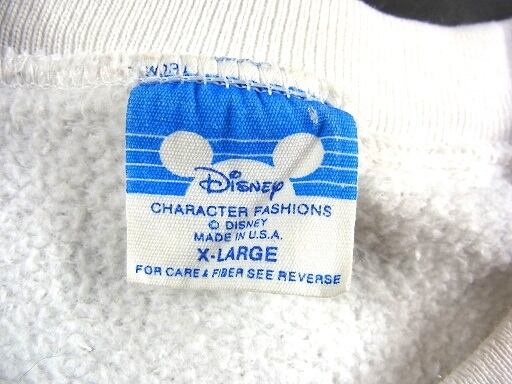 Disney
CHARACTER FASHIONS
© DISNEY
MADE IN U.S.A.
X-LARGE
FOR CARE & FIBER SEE REVERSE